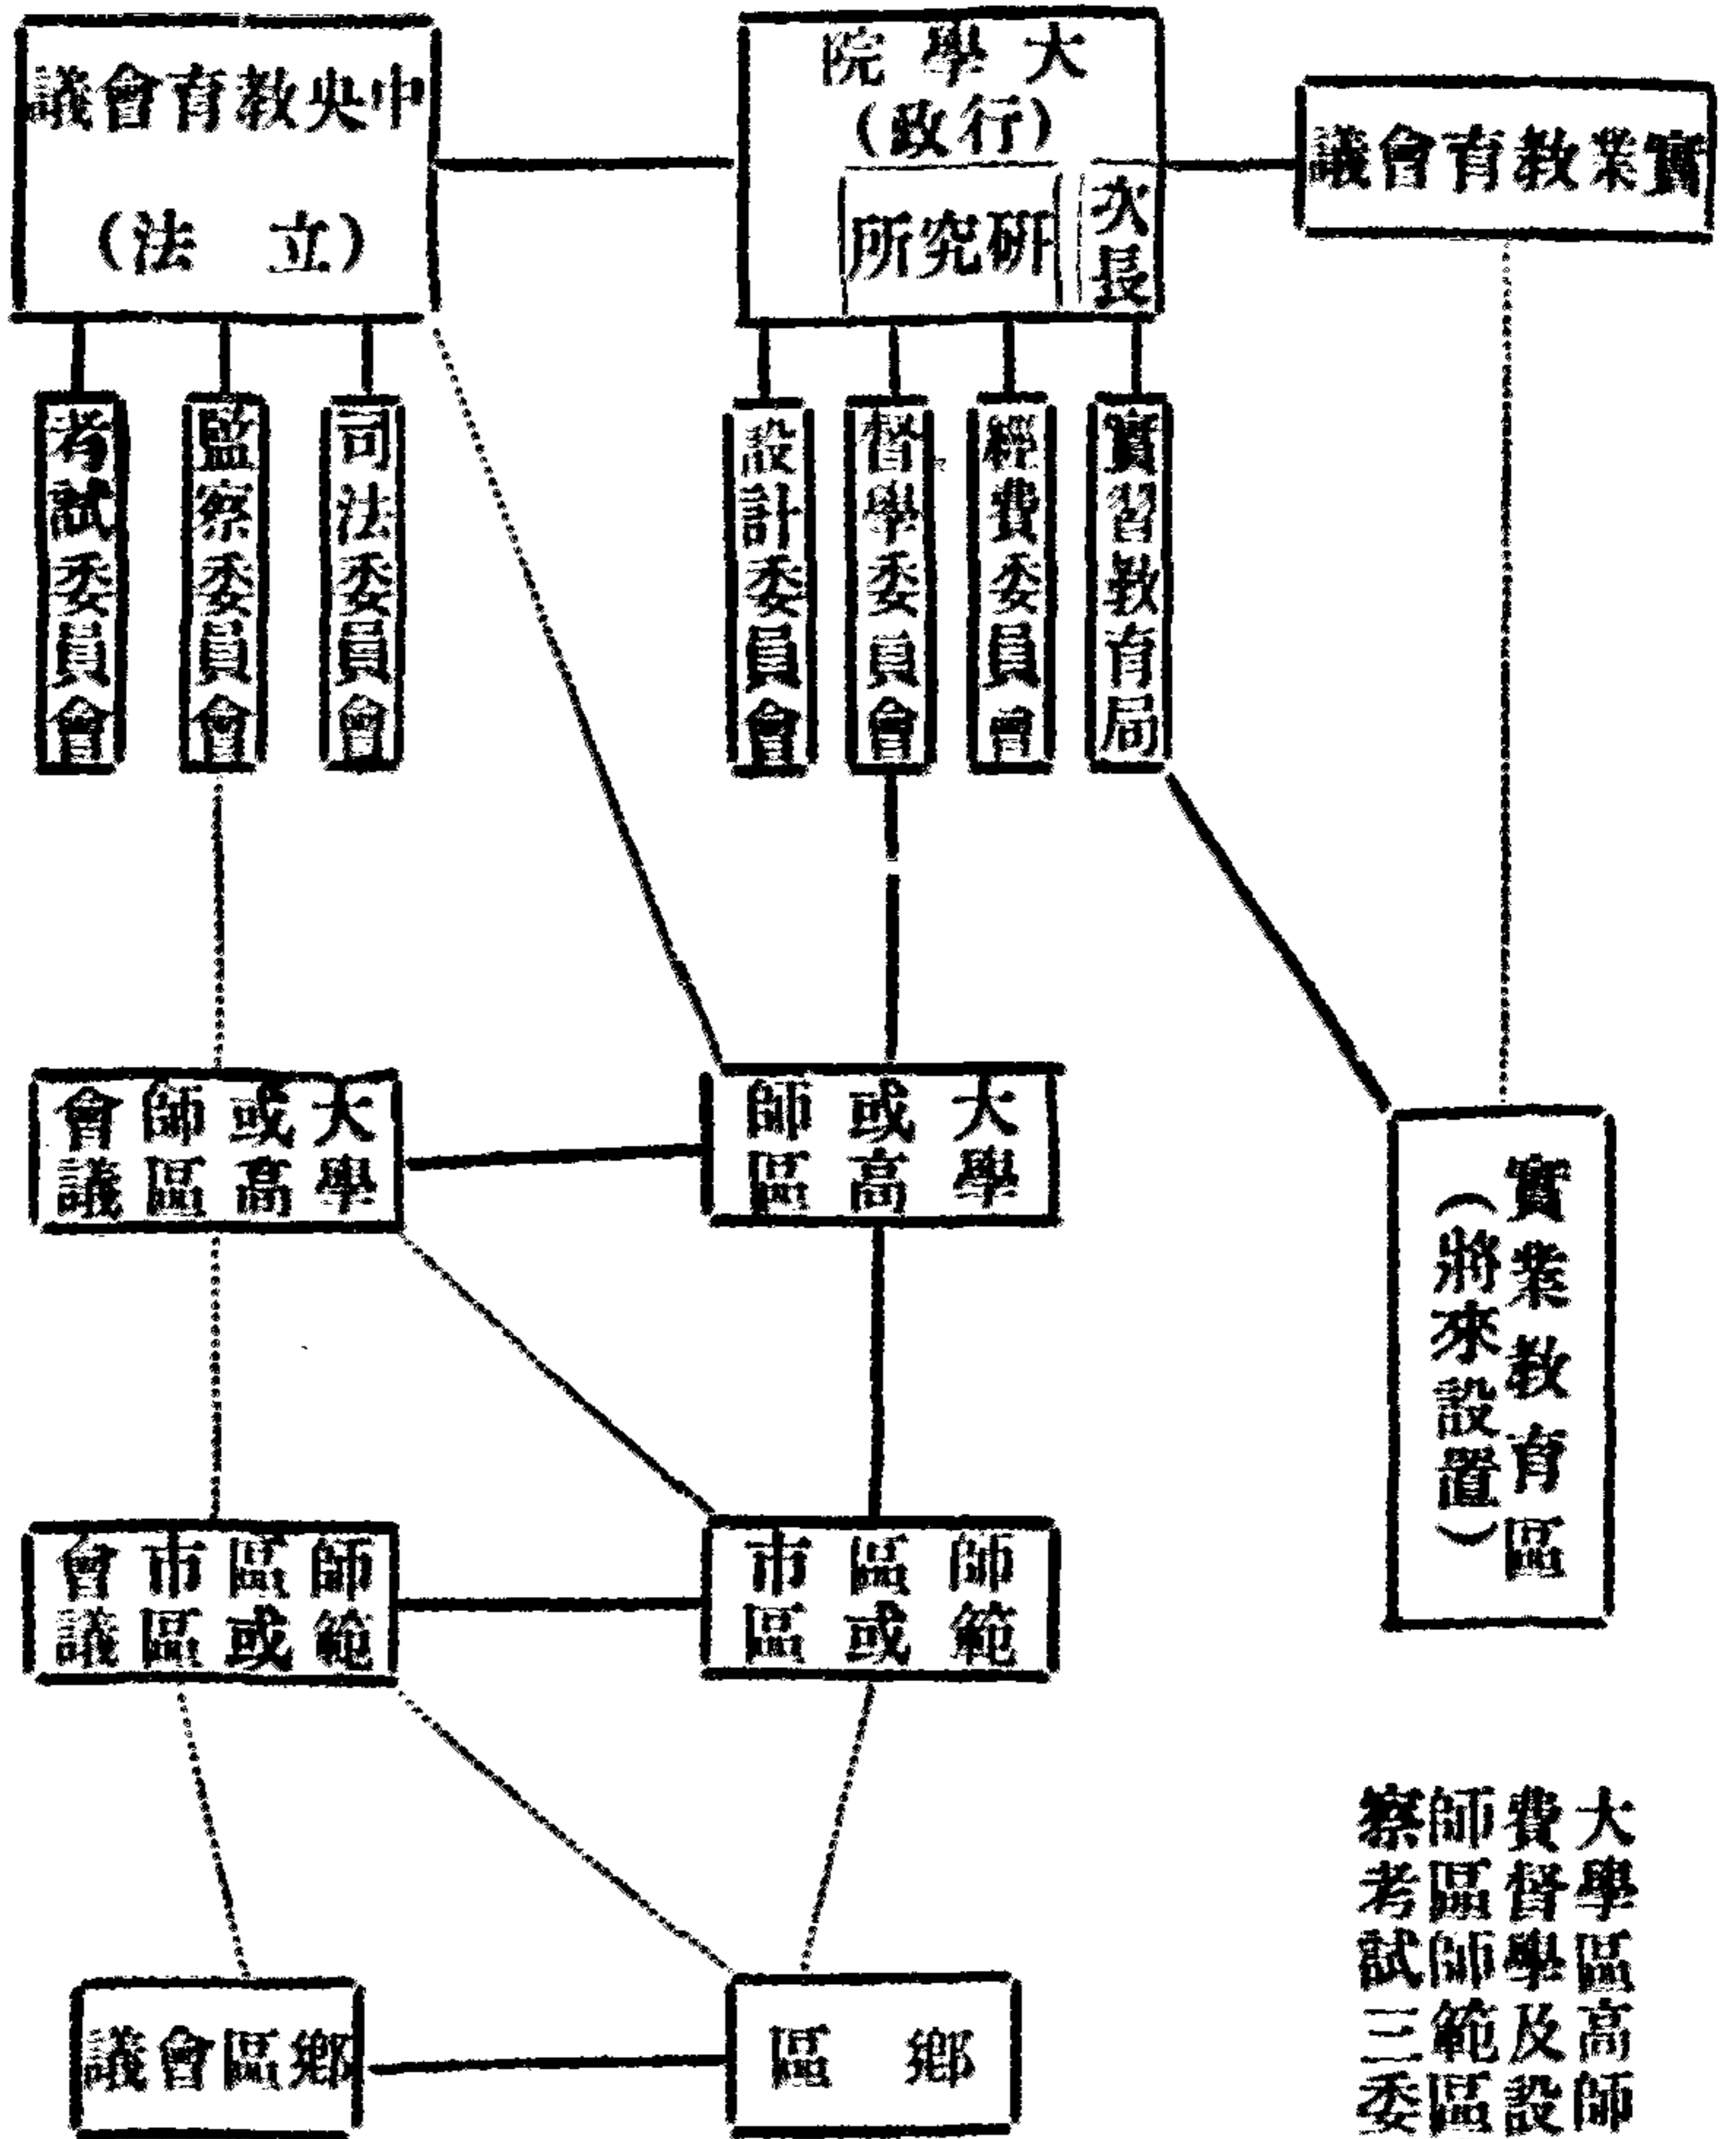 實業教育會議
大學院
(行政)
次長
研究所
中央教育會議
(立法)
實習教育局
經費委員會
督學委員會
設計委員會
司法委員會
監察委員會
考試委員會
大學
或高
師區
大學
或高
師區
會議
實業教育區
(將來設置)
師範
區或
市區
師範
區或
市區
會議
鄉區
鄉區會議
大學區高師
費督學及設
師區師範區
察考試三委